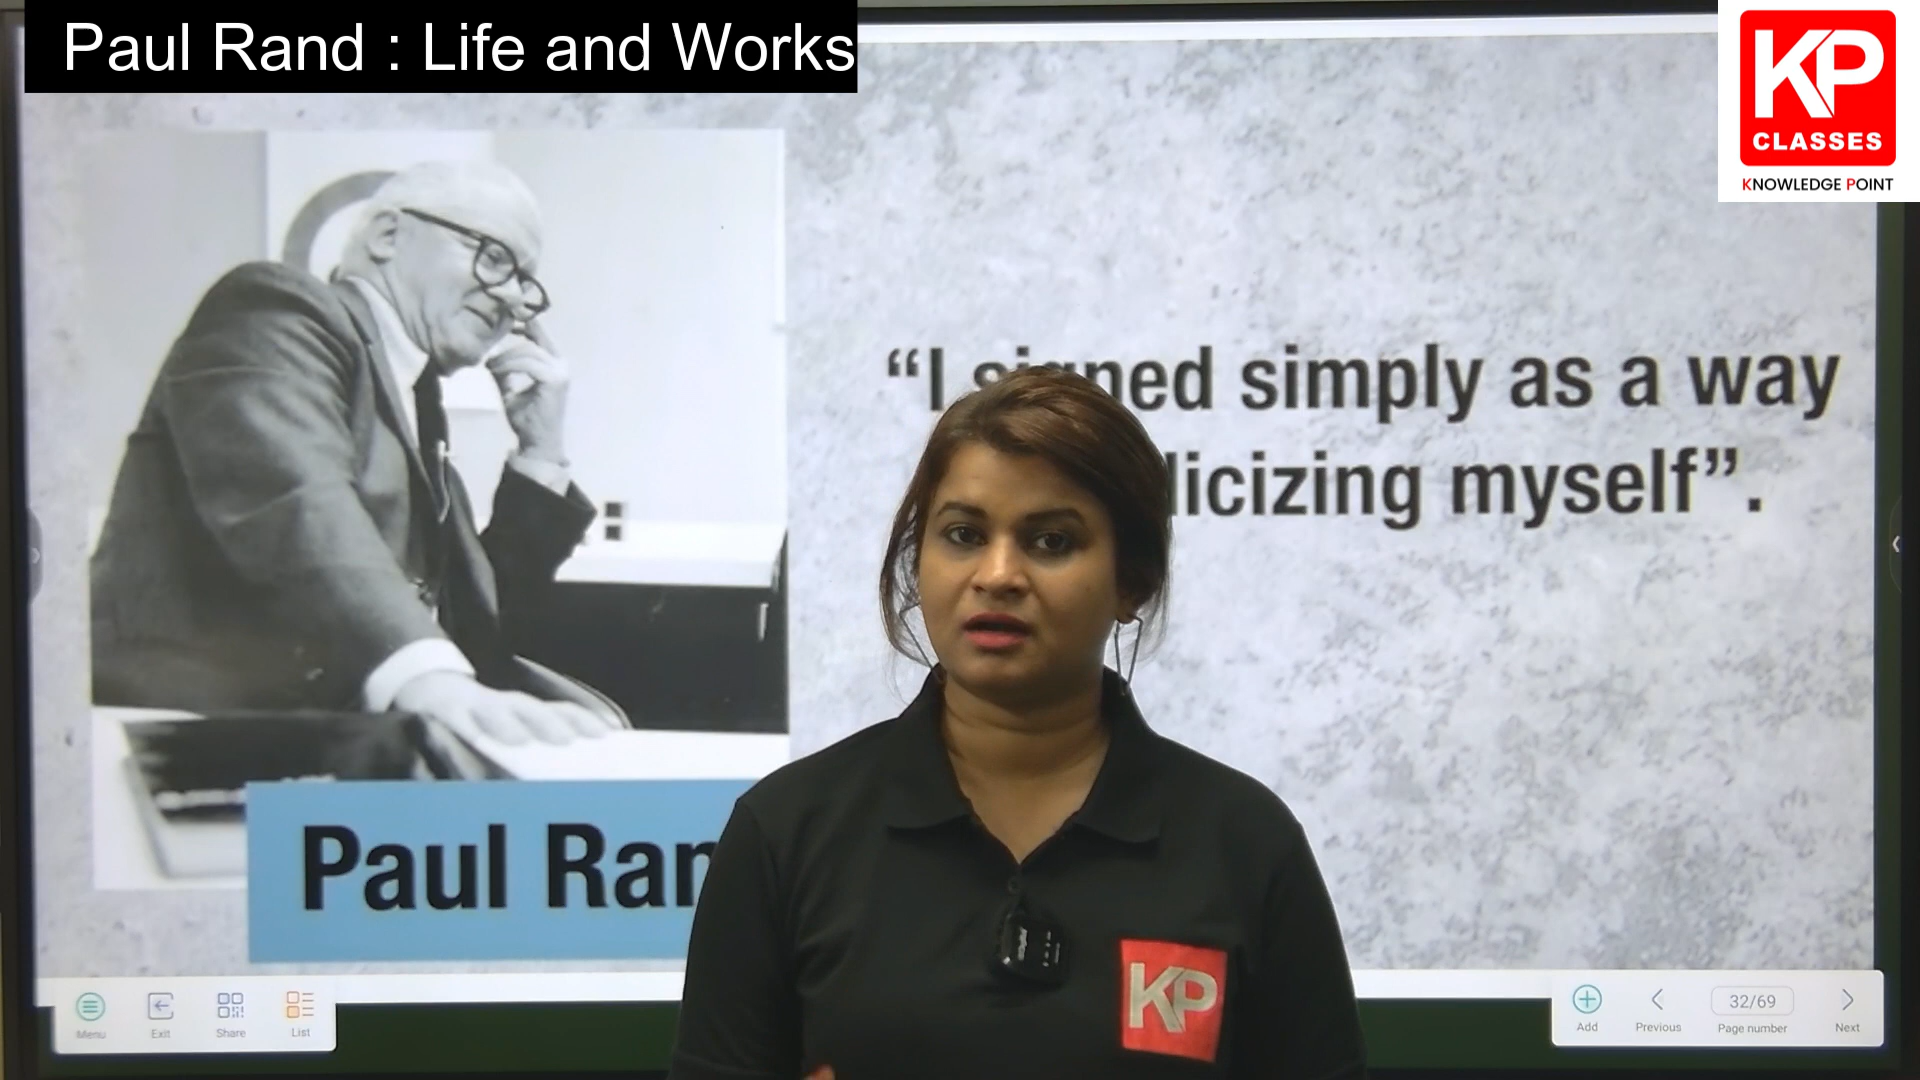 Paul Rand : Life and Works
KP
CLASSES
KNOWLEDGE POINT
“I signed simply as a way
licizing myself”.
Paul Ran
KP
Menu
Exit
Share
List
Add
Previous
32/69
Page number
Next